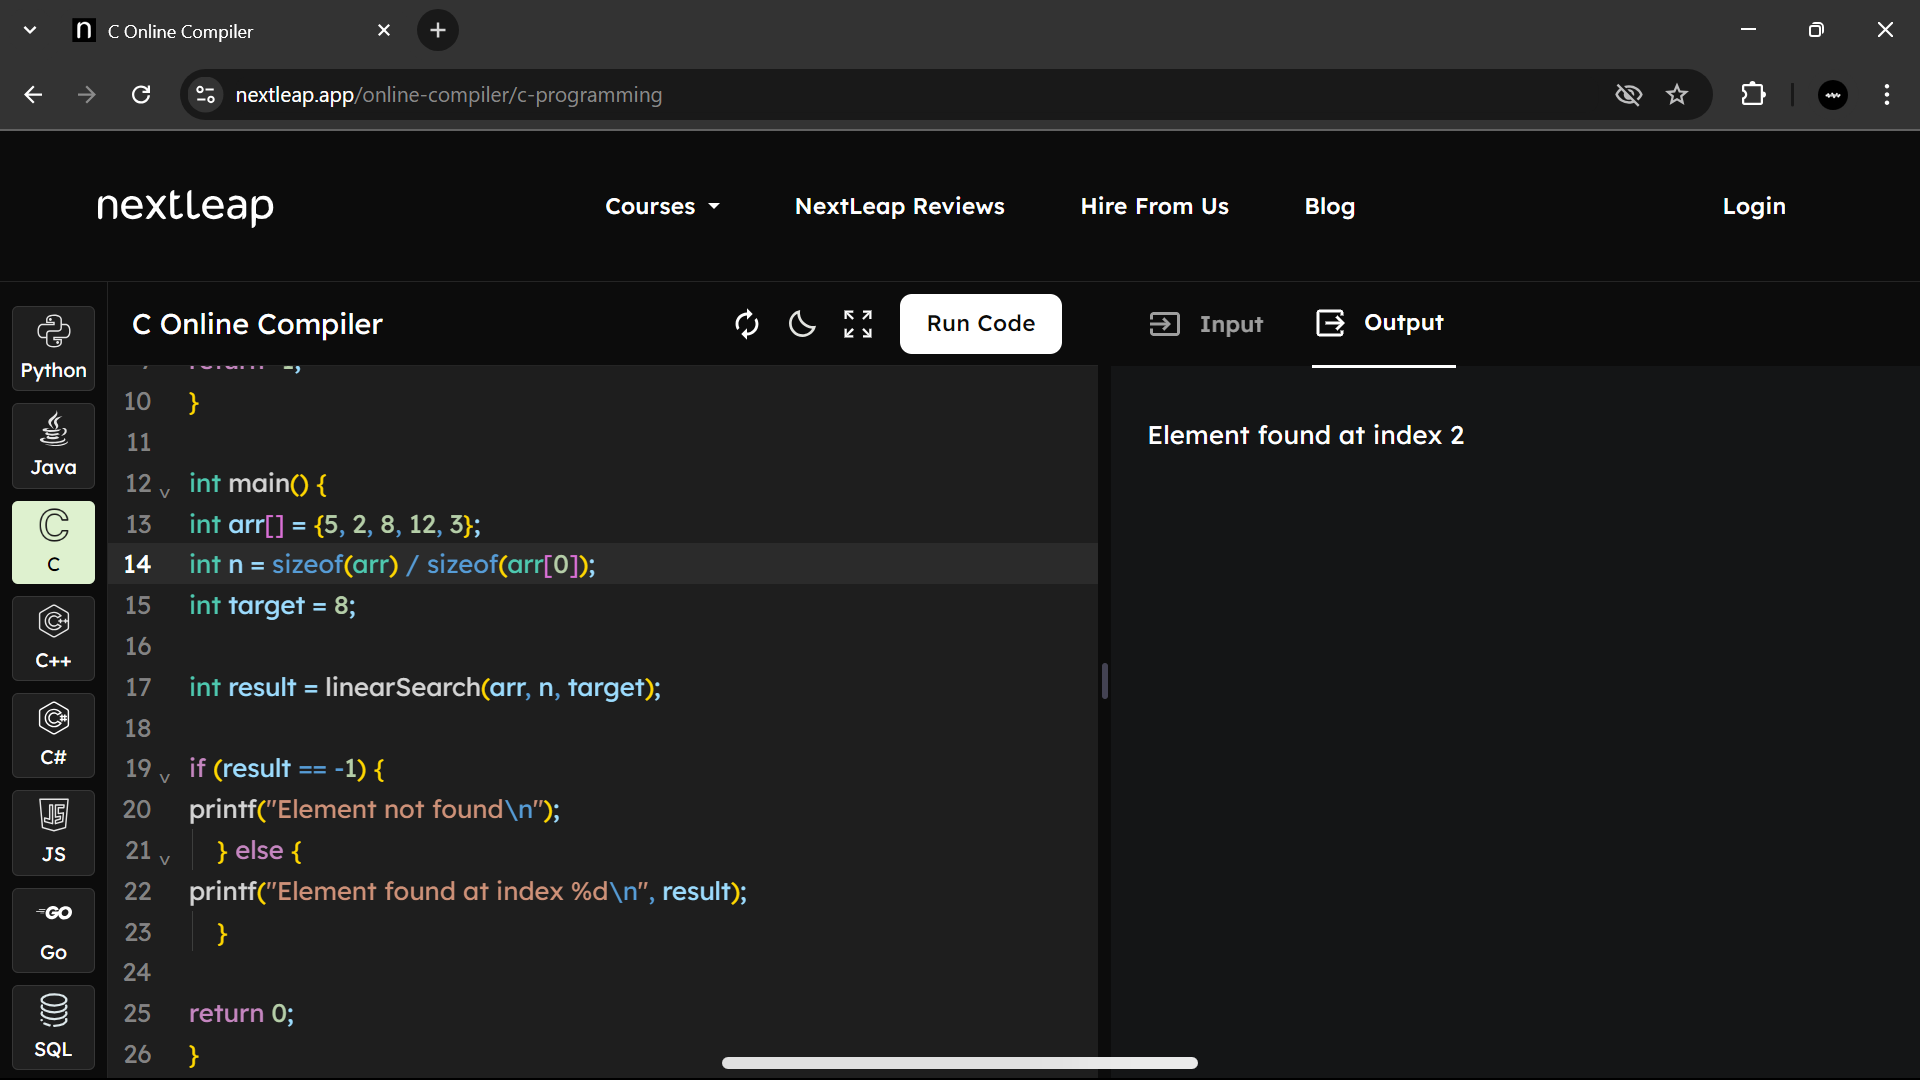 C Online Compiler
nextleap.app/online-compiler/c-programming
nextleap
Courses
NextLeap Reviews
Hire From Us
Blog
Login
Python
Java
C
C++
C#
JS
Go
SQL
C Online Compiler
Run Code
10 }
11
12 int main() {
13 int arr[] = {5, 2, 8, 12, 3};
14 int n = sizeof(arr) / sizeof(arr[0]);
15 int target = 8;
16
17 int result = linearSearch(arr, n, target);
18
19 if (result == -1) {
20 printf("Element not found\n");
21 } else {
22 printf("Element found at index %d\n", result);
23 }
24
25 return 0;
26 }
Input
Output
Element found at index 2